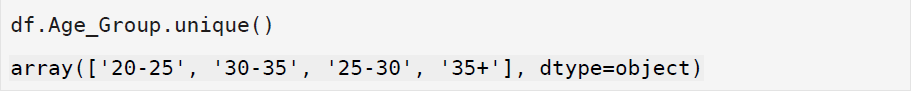 df.Age_Group.unique()
array(['20-25', '30-35', '25-30', '35+'], dtype=object)